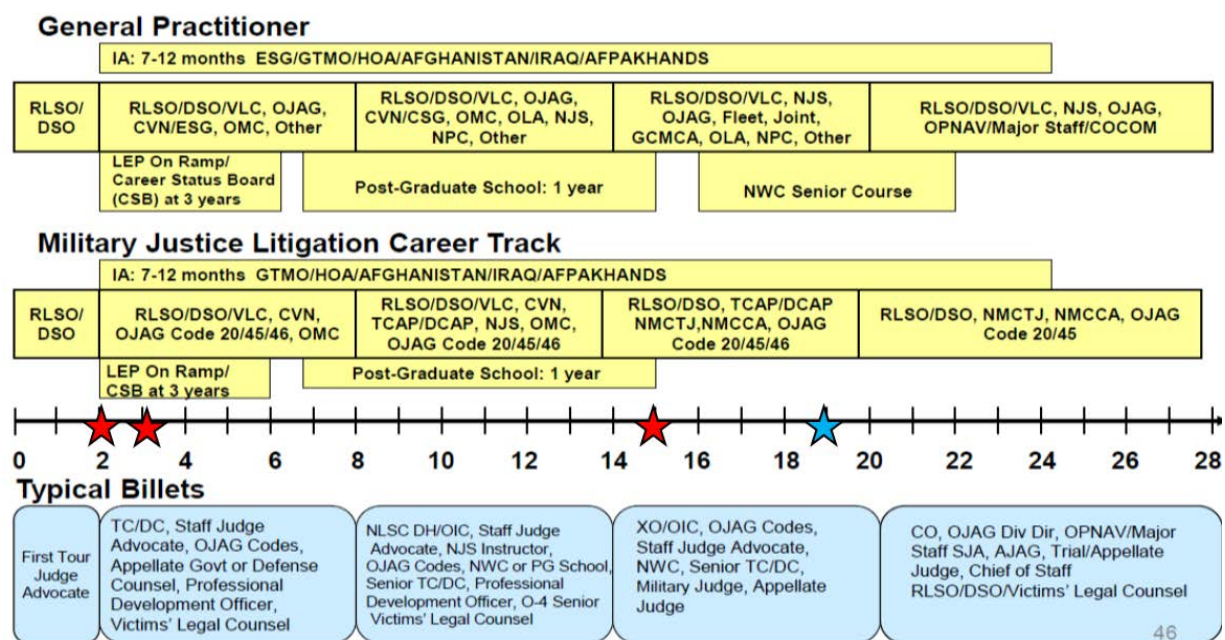 General Practitioner
IA: 7-12 months ESG/GTMO/HOA/AFGHANISTAN/IRAQ/AFPAKHANDS
RLSO/
DSO
RLSO/DSO/VLC, OJAG,
CVN/ESG, OMC, Other
RLSO/DSO/VLC, OJAG,
CVN/CSG, OMC, OLA, NJS,
NPC, Other
RLSO/DSO/VLC, NJS,
OJAG, Fleet, Joint,
GCMCA, OLA, NPC, Other
RLSO/DSO/VLC, NJS, OJAG,
OPNAV/Major Staff/COCOM
LEP On Ramp/
Career Status Board
(CSB) at 3 years
Post-Graduate School: 1 year
NWC Senior Course
Military Justice Litigation Career Track
IA: 7-12 months GTMO/HOA/AFGHANISTAN/IRAQ/AFPAKHANDS
RLSO/
DSO
RLSO/DSO/VLC, CVN,
OJAG Code 20/45/46, OMC
RLSO/DSO/VLC, CVN,
TCAP/DCAP, NJS, OMC,
OJAG Code 20/45/46
RLSO/DSO, TCAP/DCAP
NMCTJ,NMCCA, OJAG
Code 20/45/46
RLSO/DSO, NMCTJ, NMCCA, OJAG
Code 20/45
LEP On Ramp/
CSB at 3 years
Post-Graduate School: 1 year
0 2 4 6 8 10 12 14 16 18 20 22 24 26 28
Typical Billets
First Tour
Judge
Advocate
TC/DC, Staff Judge
Advocate, OJAG Codes,
Appellate Govt or Defense
Counsel, Professional
Development Officer,
Victims' Legal Counsel
NLSC DH/OIC, Staff Judge
Advocate, NJS Instructor,
OJAG Codes, NWC or PG School,
Senior TC/DC, Professional
Development Officer, O-4 Senior
Victims' Legal Counsel
XO/OIC, OJAG Codes,
Staff Judge Advocate,
NWC, Senior TC/DC,
Military Judge, Appellate
Judge
CO, OJAG Div Dir, OPNAV/Major
Staff SJA, AJAG, Trial/Appellate
Judge, Chief of Staff
RLSO/DSO/Victims' Legal Counsel
46